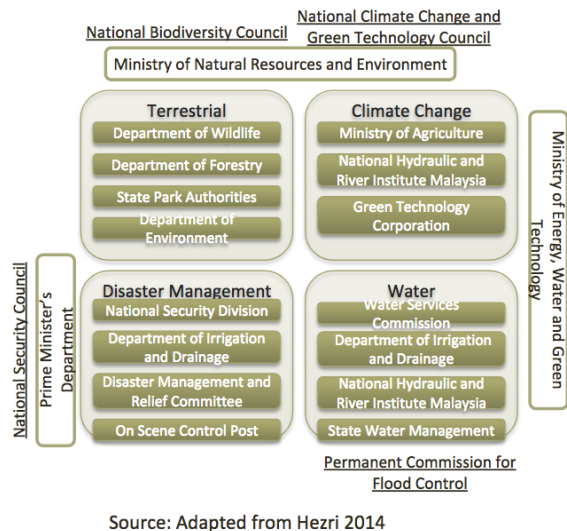 National Biodiversity Council
National Climate Change and
Green Technology Council
Ministry of Natural Resources and Environment
Terrestrial
Department of Wildlife
Department of Forestry
State Park Authorities
Department of
Environment
Climate Change
Ministry of Agriculture
National Hydraulic and
River Institute Malaysia
Green Technology
Corporation
Ministry of Energy, Water and Green
Technology
National Security Council
Prime Minister's
Department
Disaster Management
National Security Division
Department of Irrigation
and Drainage
Disaster Management and
Relief Committee
On Scene Control Post
Water
Water Services
Commission
Department of Irrigation
and Drainage
National Hydraulic and
River Institute Malaysia
State Water Management
Permanent Commission for
Flood Control
Source: Adapted from Hezri 2014